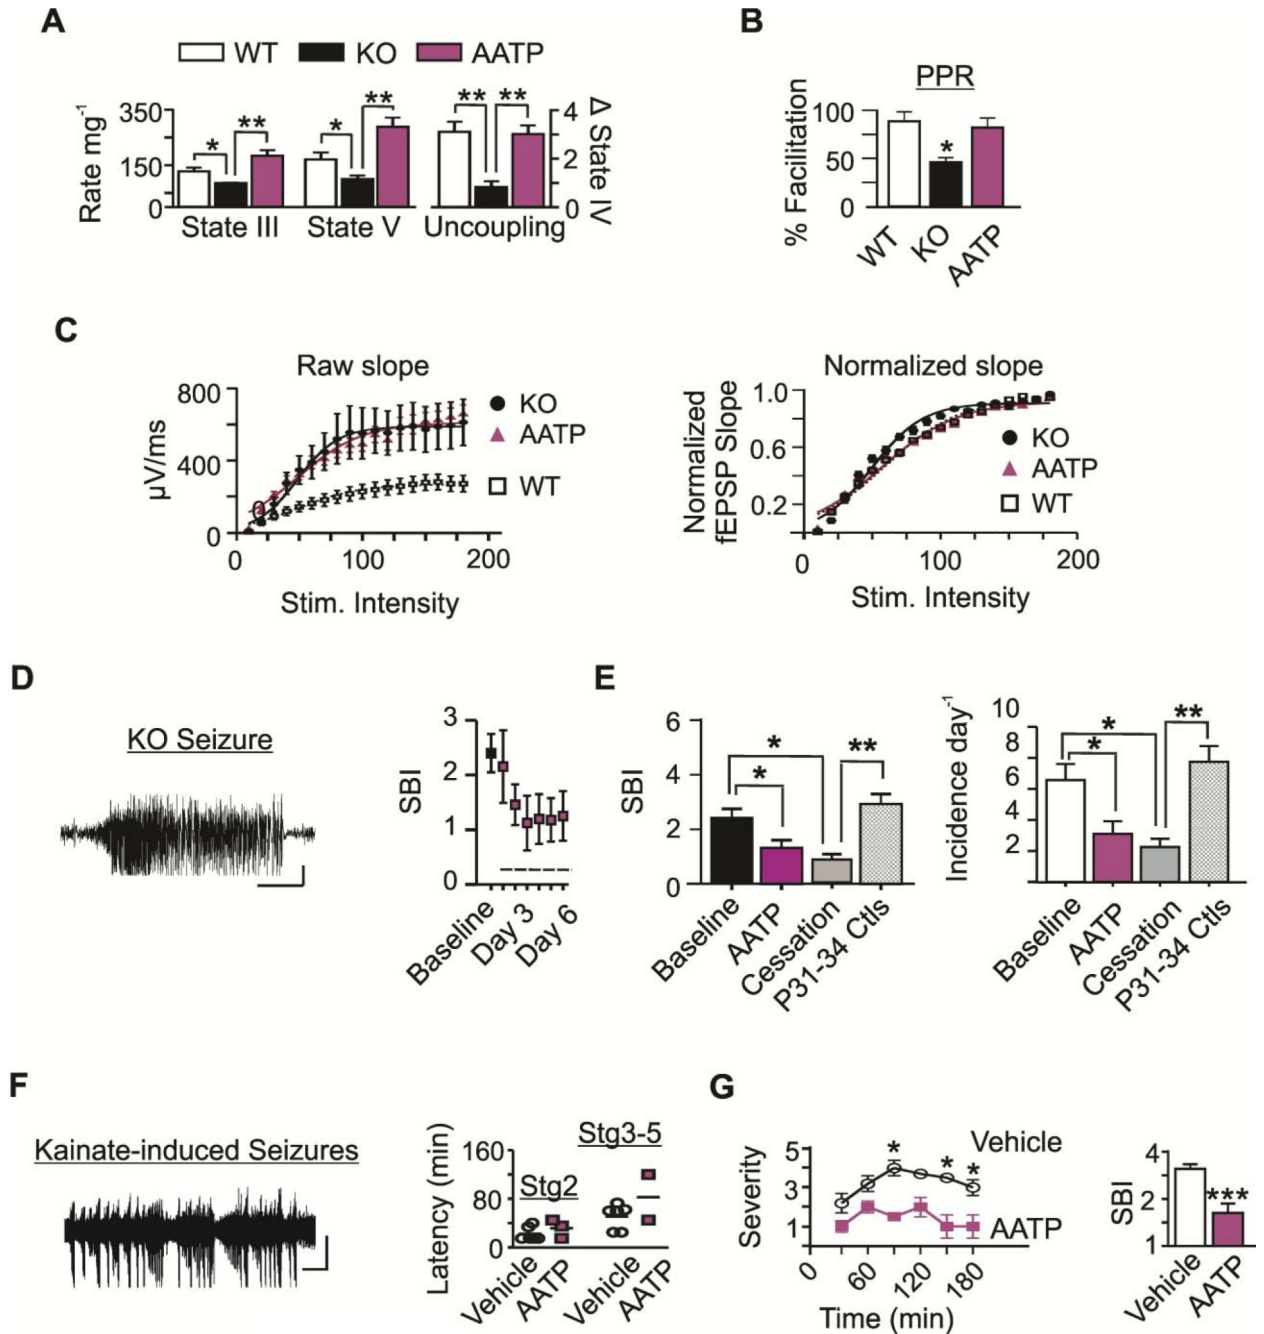 A
WT KO AATP
Rate mg-1
350
150
0
* ** * ** ** **
4
2
0
Δ State IV
State III State V Uncoupling
B
PPR
% Facilitation
100
50
0
*
WT KO AATP
C
Raw slope
µV/ms
800
400
0
KO
AATP
WT
0 100 200
Stim. Intensity
Normalized slope
Normalized
fEPSP Slope
1.0
0.6
0.2
KO
AATP
WT
0 100 200
Stim. Intensity
D
KO Seizure
SBI
3
2
1
0
Baseline Day 3 Day 6
E
SBI
6
4
2
0
* * **
Baseline AATP Cessation P31-34 Ctls
Incidence day-1
10
8
6
4
2
* * **
Baseline AATP Cessation P31-34 Ctls
F
Kainate-induced Seizures
Latency (min)
160
80
0
Stg2
Stg3-5
Vehicle AATP Vehicle AATP
G
Severity
5
3
1
* * *
Vehicle
AATP
0 60 120 180
Time (min)
SBI
4
2
1
***
Vehicle AATP